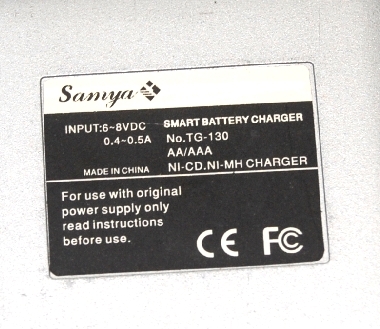 Samya
INPUT:6~8VDC SMART BATTERY CHARGER
0.4~0.5A No.TG-130
AA/AAA
MADE IN CHINA NI-CD.NI-MH CHARGER
For use with original
power supply only
read instructions
before use.
CE FC